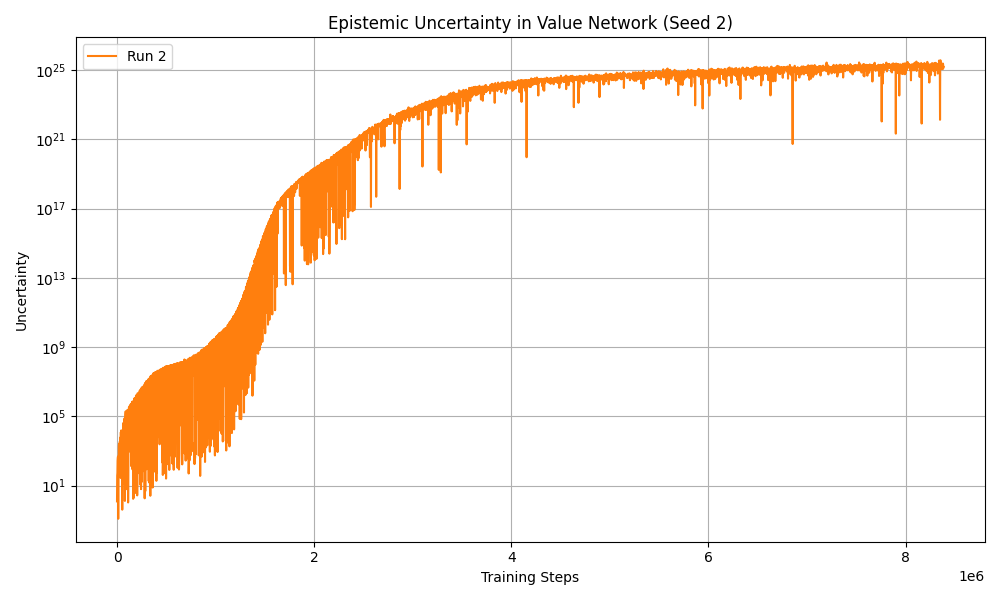 Epistemic Uncertainty in Value Network (Seed 2)
Run 2
Uncertainty
10^25
10^21
10^17
10^13
10^9
10^5
10^1
0 2 4 6 8
1e6
Training Steps